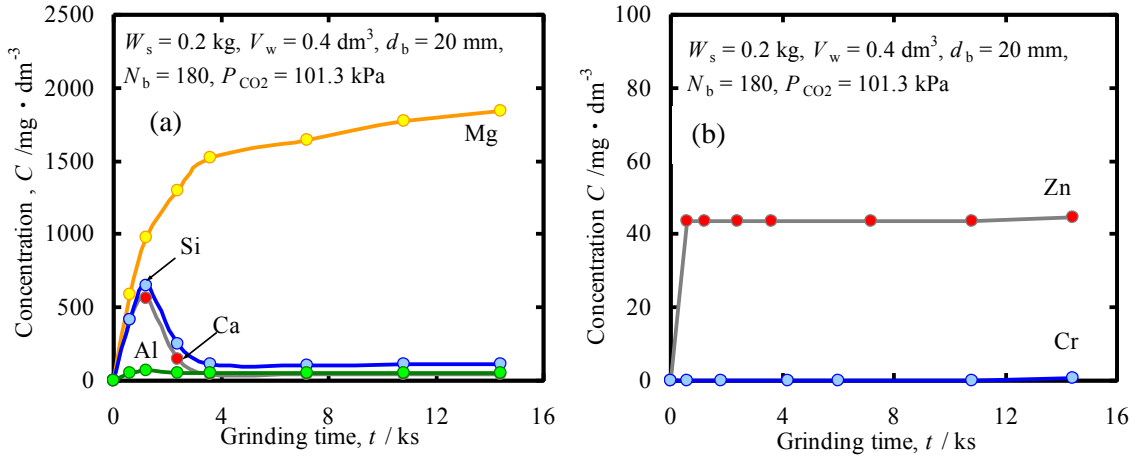 2500
2000
1500
1000
500
0
Concentration , C /mg・dm-3
Ws = 0.2 kg, Vw = 0.4 dm3, db = 20 mm,
Nb = 180, PCO2 = 101.3 kPa
(a)
Mg
Si
Ca
Al
0 4 8 12 16
Grinding time, t / ks
100
80
60
40
20
0
Concentration C /mg・dm-3
Ws = 0.2 kg, Vw = 0.4 dm3, db = 20 mm,
Nb = 180, PCO2 = 101.3 kPa
(b)
Zn
Cr
0 4 8 12 16
Grinding time, t / ks